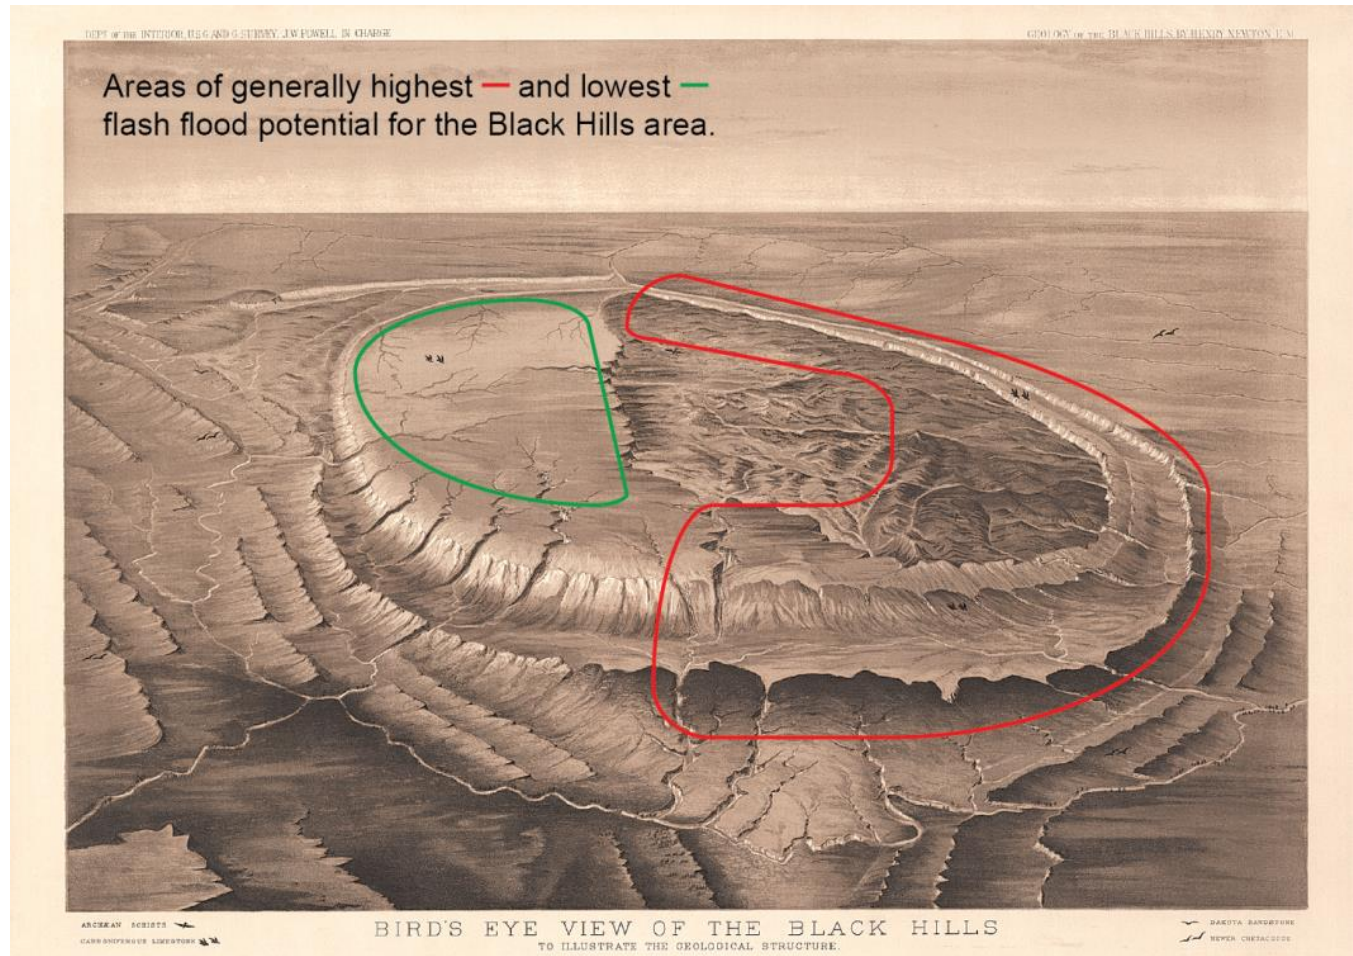 DEPT OF THE INTERIOR, U.S.G. AND G. SURVEY. J.W. POWELL IN CHARGE
GEOLOGY OF THE BLACK HILLS, BY HENRY NEWTON E.M.
Areas of generally highest — and lowest —
flash flood potential for the Black Hills area.
ARCHÆAN SCHISTS
CARBONIFEROUS LIMESTONE
BIRD'S EYE VIEW OF THE BLACK HILLS
TO ILLUSTRATE THE GEOLOGICAL STRUCTURE.
DAKOTA SANDSTONE
NEWER CRETACEOUS